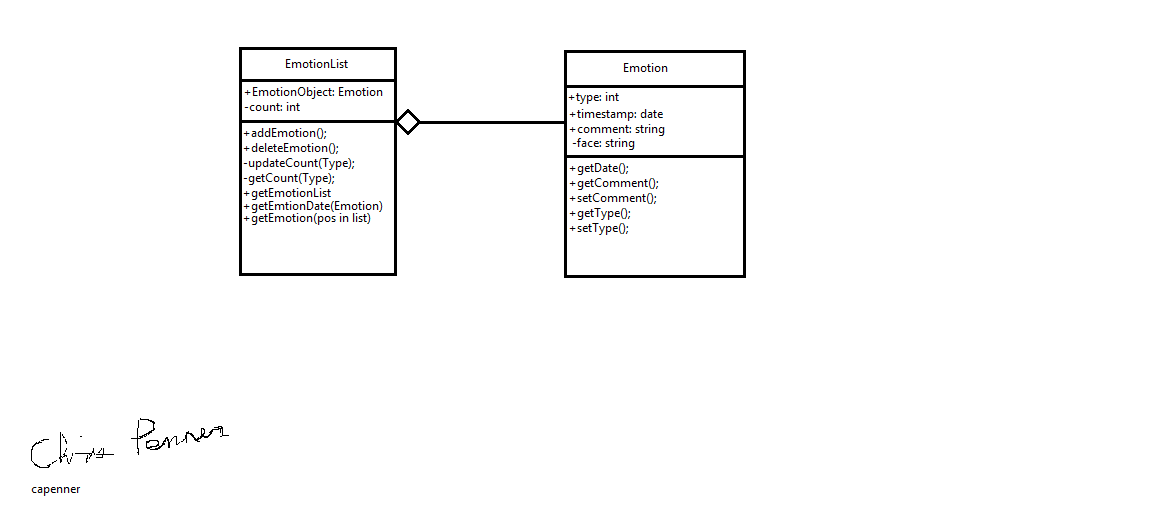 EmotionList
+EmotionObject: Emotion
-count: int
+addEmotion();
+deleteEmotion();
-updateCount(Type);
-getCount(Type);
+getEmotionList
+getEmtionDate(Emotion)
+getEmotion(pos in list)
Emotion
+type: int
+timestamp: date
+comment: string
-face: string
+getDate();
+getComment();
+setComment();
+getType();
+setType();
Penner
capenner